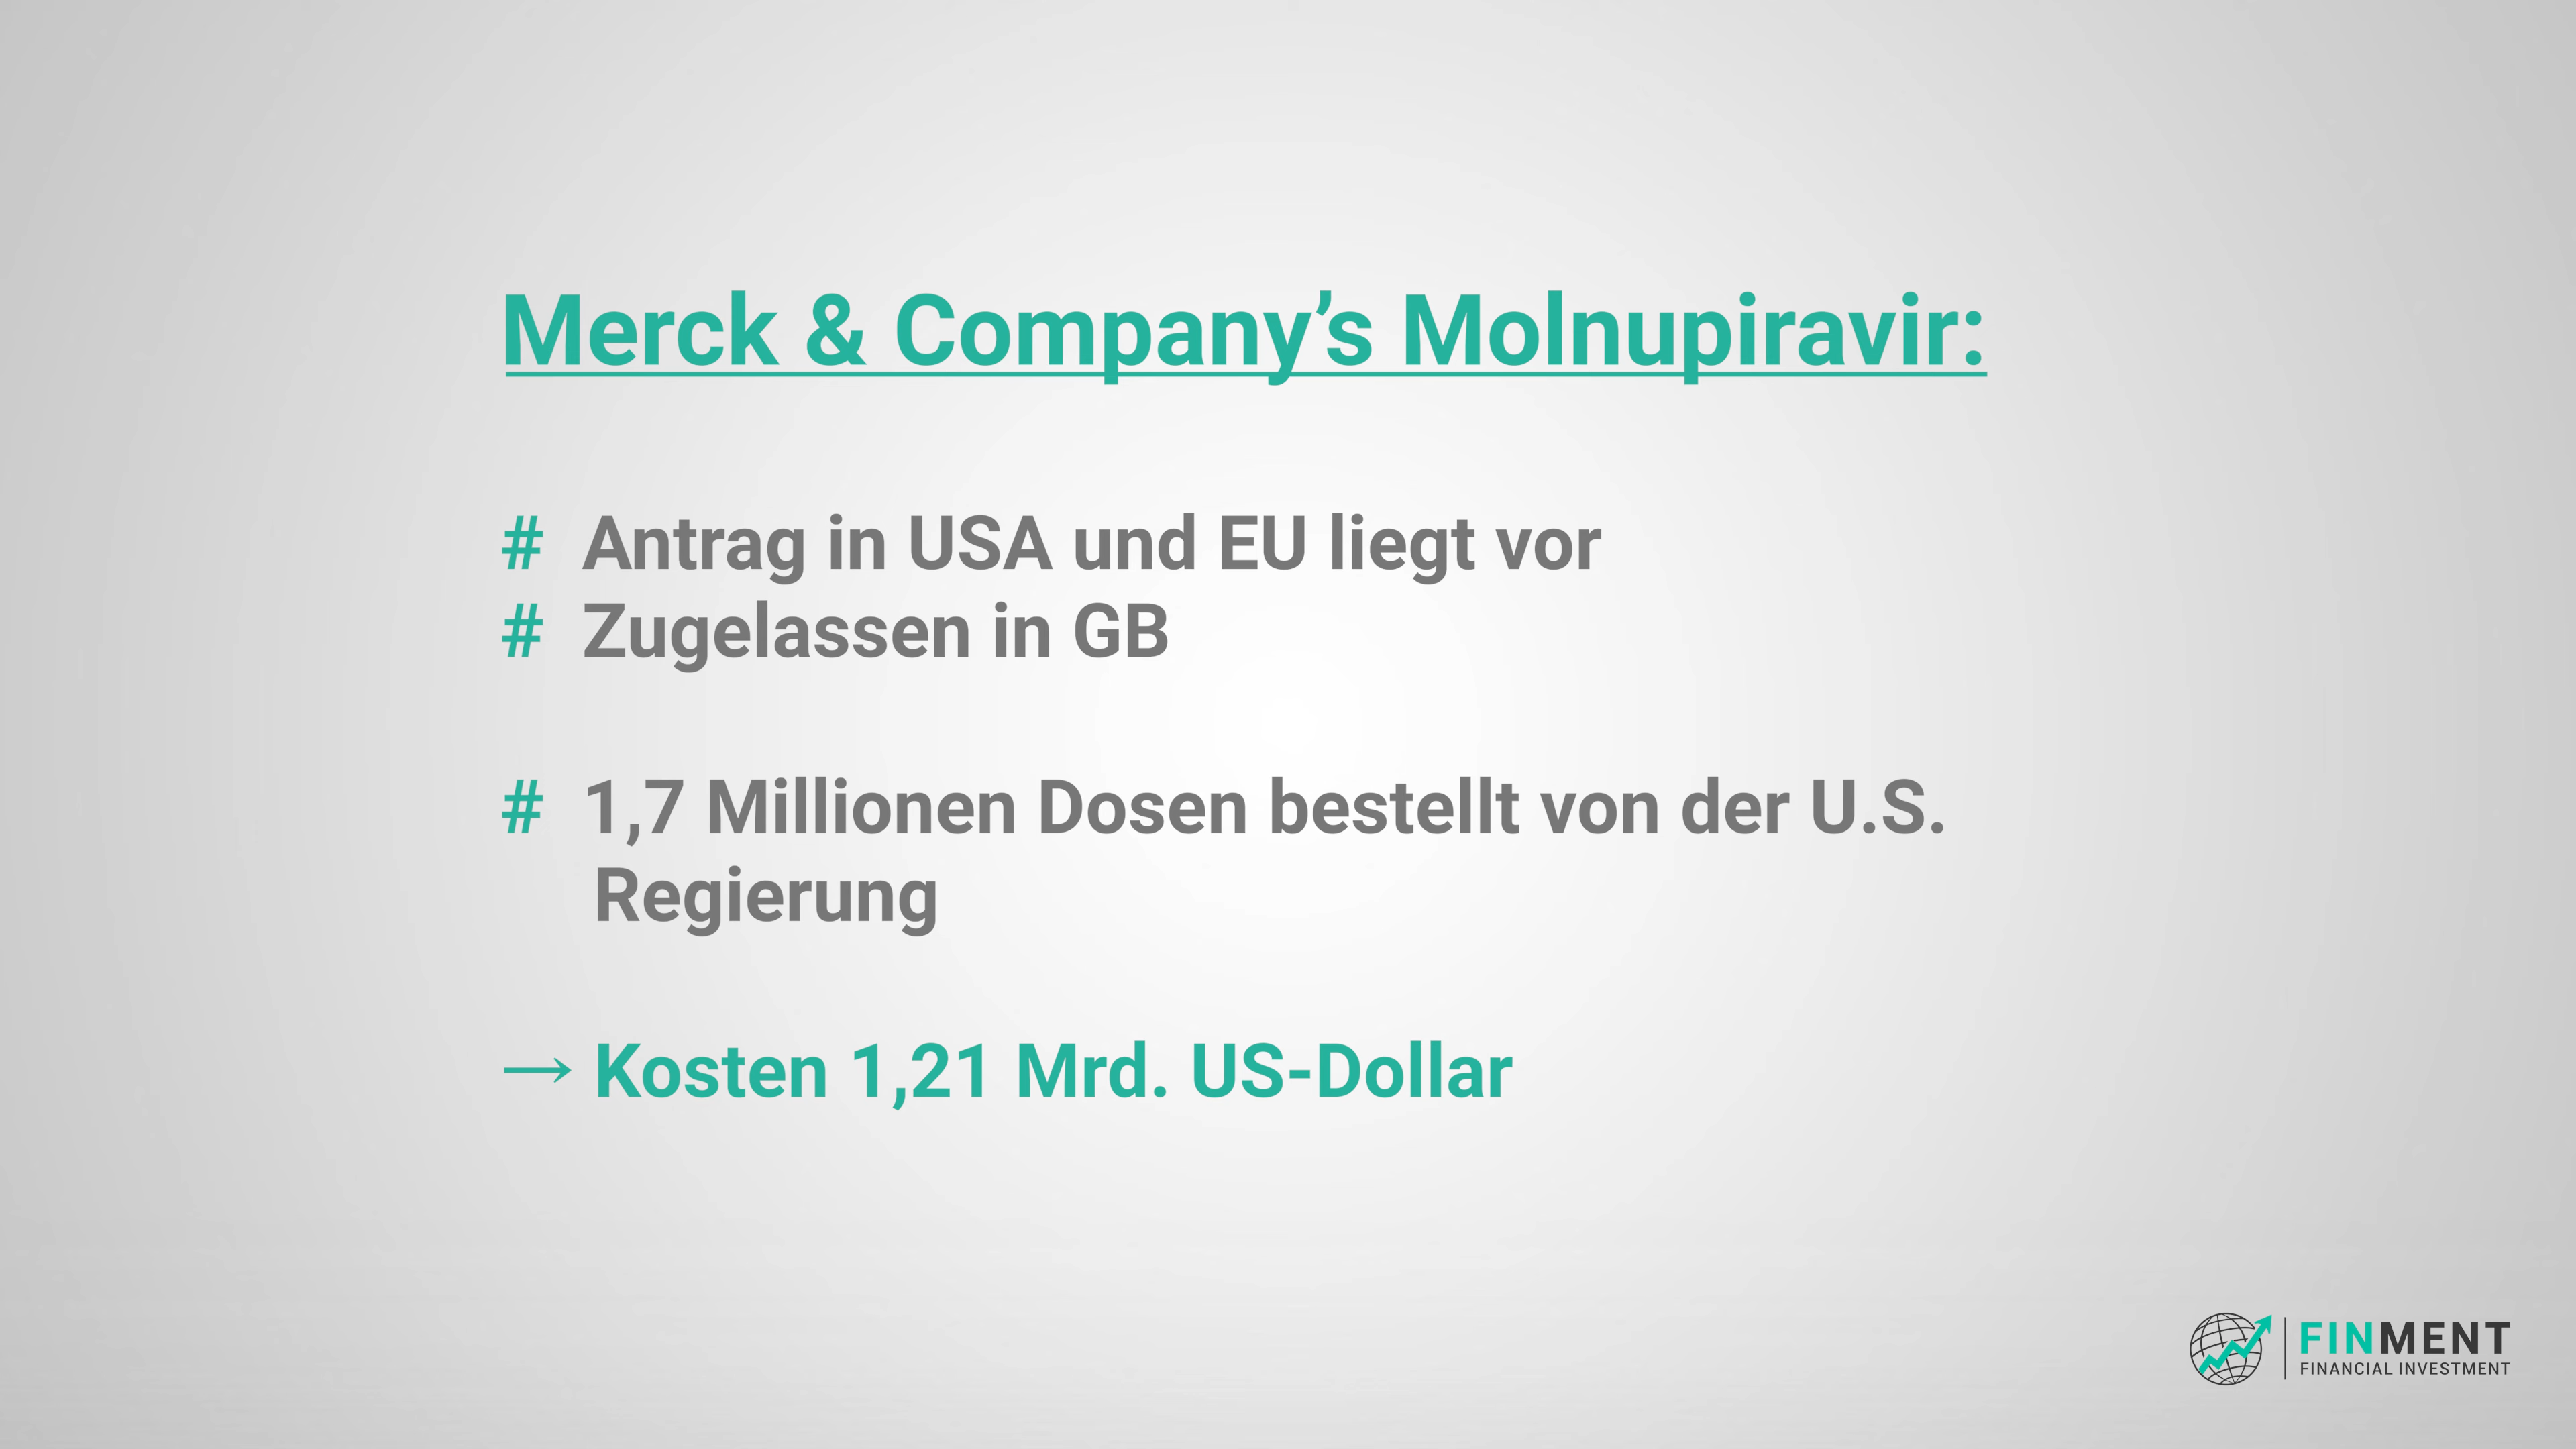 Merck & Company’s Molnupiravir:
# Antrag in USA und EU liegt vor
# Zugelassen in GB
# 1,7 Millionen Dosen bestellt von der U.S.
Regierung
→ Kosten 1,21 Mrd. US-Dollar
FINMENT
FINANCIAL INVESTMENT